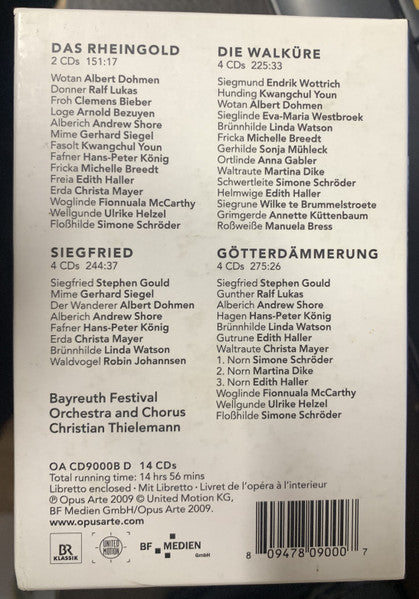 DAS RHEINGOLD
2 CDs 151:17
Wotan Albert Dohmen
Donner Ralf Lukas
Froh Clemens Bieber
Loge Arnold Bezuyen
Alberich Andrew Shore
Mime Gerhard Siegel
Fasolt Kwangchul Youn
Fafner Hans-Peter König
Fricka Michelle Breedt
Freia Edith Haller
Erda Christa Mayer
Woglinde Fionnuala McCarthy
Wellgunde Ulrike Helzel
Floßhilde Simone Schröder
DIE WALKÜRE
4 CDs 225:33
Siegmund Endrik Wottrich
Hunding Kwangchul Youn
Wotan Albert Dohmen
Sieglinde Eva-Maria Westbroek
Brünnhilde Linda Watson
Fricka Michelle Breedt
Gerhilde Sonja Mühleck
Ortlinde Anna Gabler
Waltraute Martina Dike
Schwertleite Simone Schröder
Helmwige Edith Haller
Siegrune Wilke te Brummelstroete
Grimgerde Annette Küttenbaum
Roßweiße Manuela Bress
SIEGFRIED
4 CDs 244:37
Siegfried Stephen Gould
Mime Gerhard Siegel
Der Wanderer Albert Dohmen
Alberich Andrew Shore
Fafner Hans-Peter König
Erda Christa Mayer
Brünnhilde Linda Watson
Waldvogel Robin Johannsen
GÖTTERDÄMMERUNG
4 CDs 275:26
Siegfried Stephen Gould
Gunther Ralf Lukas
Alberich Andrew Shore
Hagen Hans-Peter König
Brünnhilde Linda Watson
Gutrune Edith Haller
Waltraute Christa Mayer
1. Norn Simone Schröder
2. Norn Martina Dike
3. Norn Edith Haller
Woglinde Fionnuala McCarthy
Wellgunde Ulrike Helzel
Floßhilde Simone Schröder
Bayreuth Festival
Orchestra and Chorus
Christian Thielemann
OA CD9000B D 14 CDs
Total running time: 14 hrs 56 mins
Libretto enclosed · Mit Libretto · Livret de l'opéra à l'interieur
℗ Opus Arte 2009 © United Motion KG,
BF Medien GmbH/Opus Arte 2009.
www.opusarte.com
BR
KLASSIK
UNITED
MOTION
BF MEDIEN
GmbH
8 09478 09000 7